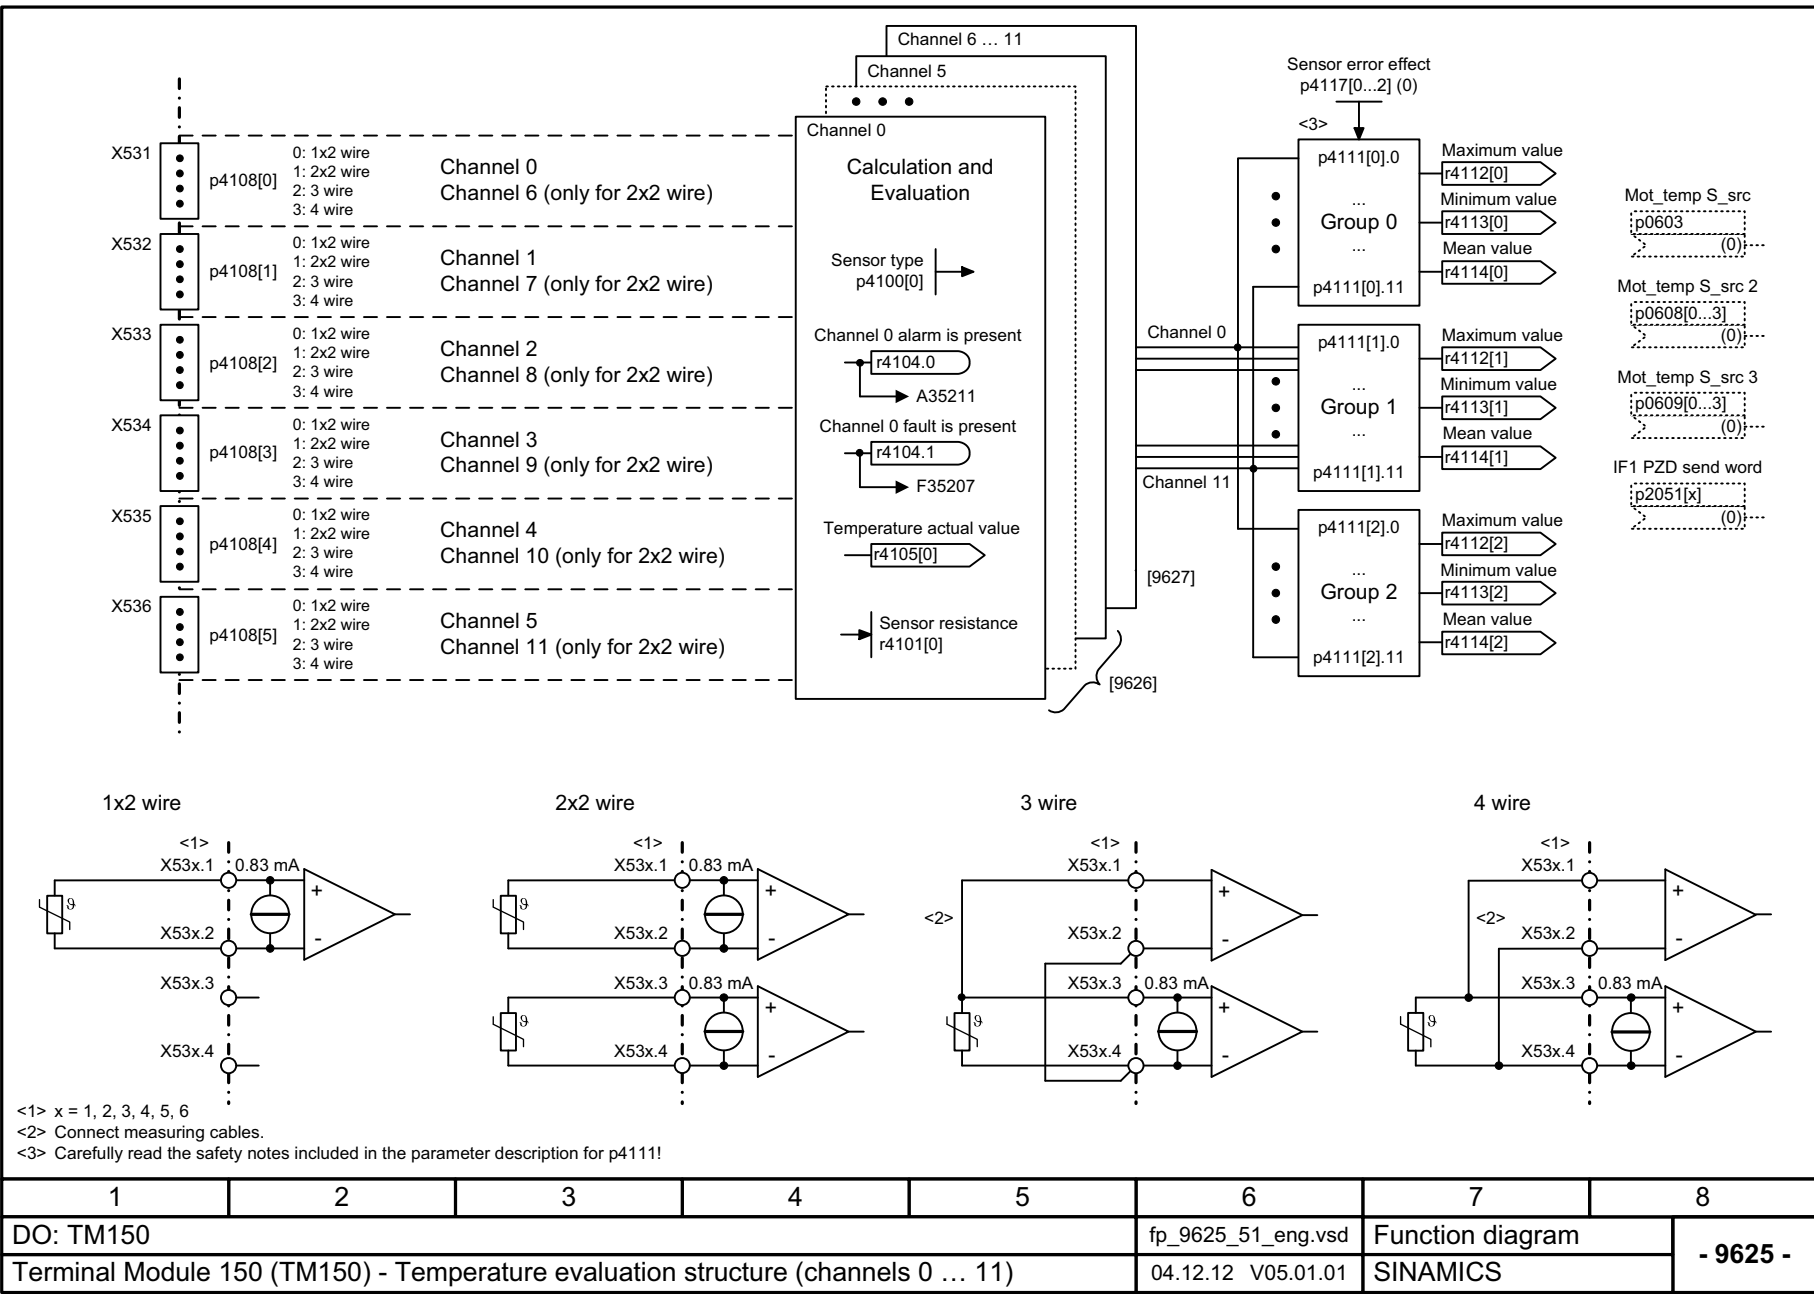 Channel 6 … 11
Channel 5
• • •
Channel 0
Calculation and
Evaluation
Sensor type
p4100[0]
Channel 0 alarm is present
r4104.0
A35211
Channel 0 fault is present
r4104.1
F35207
Temperature actual value
r4105[0]
Sensor resistance
r4101[0]
[9627]
[9626]
X531
p4108[0]
0: 1x2 wire
1: 2x2 wire
2: 3 wire
3: 4 wire
Channel 0
Channel 6 (only for 2x2 wire)
X532
p4108[1]
0: 1x2 wire
1: 2x2 wire
2: 3 wire
3: 4 wire
Channel 1
Channel 7 (only for 2x2 wire)
X533
p4108[2]
0: 1x2 wire
1: 2x2 wire
2: 3 wire
3: 4 wire
Channel 2
Channel 8 (only for 2x2 wire)
X534
p4108[3]
0: 1x2 wire
1: 2x2 wire
2: 3 wire
3: 4 wire
Channel 3
Channel 9 (only for 2x2 wire)
X535
p4108[4]
0: 1x2 wire
1: 2x2 wire
2: 3 wire
3: 4 wire
Channel 4
Channel 10 (only for 2x2 wire)
X536
p4108[5]
0: 1x2 wire
1: 2x2 wire
2: 3 wire
3: 4 wire
Channel 5
Channel 11 (only for 2x2 wire)
Channel 0
Channel 11
Sensor error effect
p4117[0...2] (0)
<3>
p4111[0].0
...
Group 0
...
p4111[0].11
Maximum value
r4112[0]
Minimum value
r4113[0]
Mean value
r4114[0]
p4111[1].0
...
Group 1
...
p4111[1].11
Maximum value
r4112[1]
Minimum value
r4113[1]
Mean value
r4114[1]
p4111[2].0
...
Group 2
...
p4111[2].11
Maximum value
r4112[2]
Minimum value
r4113[2]
Mean value
r4114[2]
Mot_temp S_src
p0603
(0)
Mot_temp S_src 2
p0608[0...3]
(0)
Mot_temp S_src 3
p0609[0...3]
(0)
IF1 PZD send word
p2051[x]
(0)
1x2 wire
<1>
X53x.1 0.83 mA
+
ϑ
X53x.2
-
X53x.3
X53x.4
2x2 wire
<1>
X53x.1 0.83 mA
+
ϑ
X53x.2
-
X53x.3 0.83 mA
+
ϑ
X53x.4
-
3 wire
<1>
X53x.1
+
<2>
X53x.2
-
X53x.3 0.83 mA
+
ϑ
X53x.4
-
4 wire
<1>
X53x.1
+
<2>
X53x.2
-
X53x.3 0.83 mA
+
ϑ
X53x.4
-
<1> x = 1, 2, 3, 4, 5, 6
<2> Connect measuring cables.
<3> Carefully read the safety notes included in the parameter description for p4111!
1 2 3 4 5 6 7 8
DO: TM150
fp_9625_51_eng.vsd
Function diagram
- 9625 -
Terminal Module 150 (TM150) - Temperature evaluation structure (channels 0 … 11)
04.12.12 V05.01.01
SINAMICS